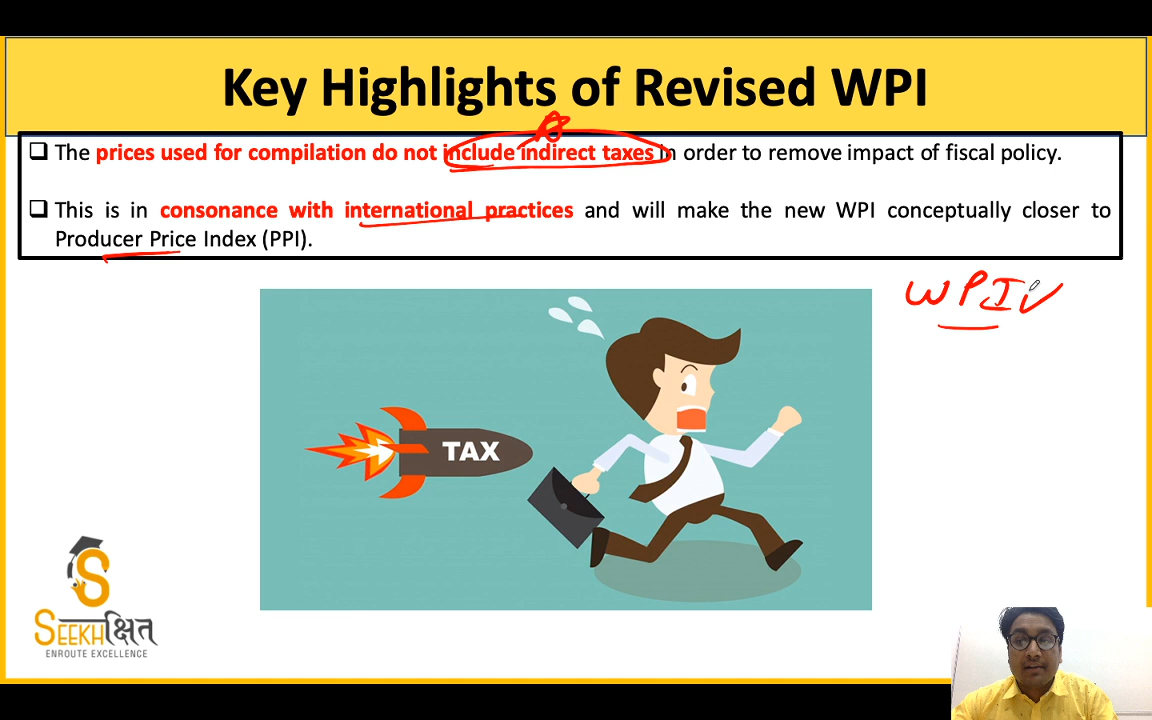 Key Highlights of Revised WPI
❑ The prices used for compilation do not include indirect taxes in order to remove impact of fiscal policy.
❑ This is in consonance with international practices and will make the new WPI conceptually closer to
Producer Price Index (PPI).
WPI
TAX
S
SEEKHक्षित
ENROUTE EXCELLENCE